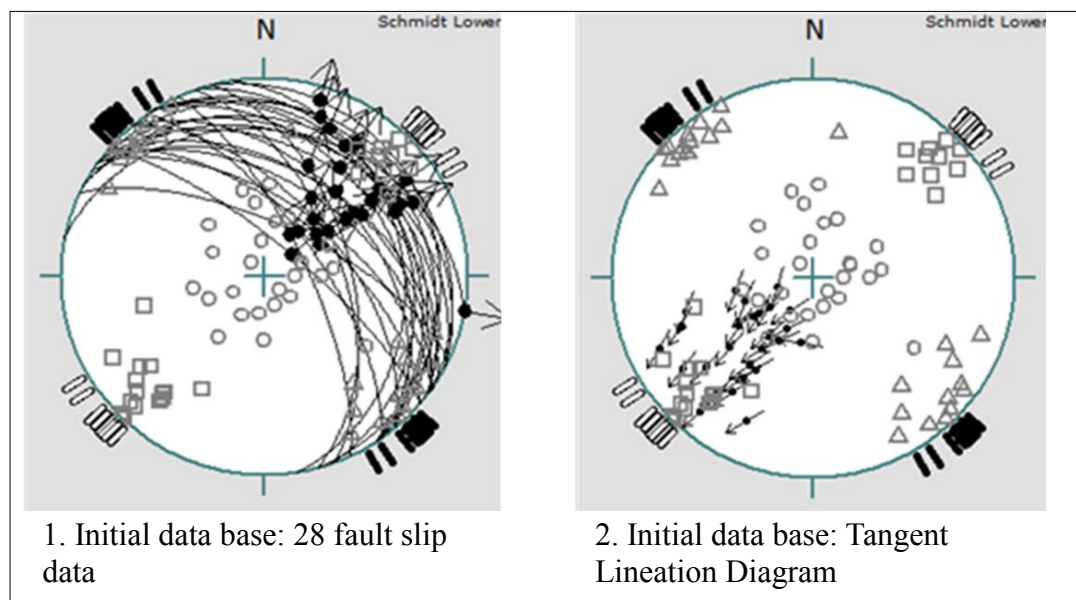 Schmidt Lower
N
Schmidt Lower
N
1. Initial data base: 28 fault slip
data
2. Initial data base: Tangent
Lineation Diagram